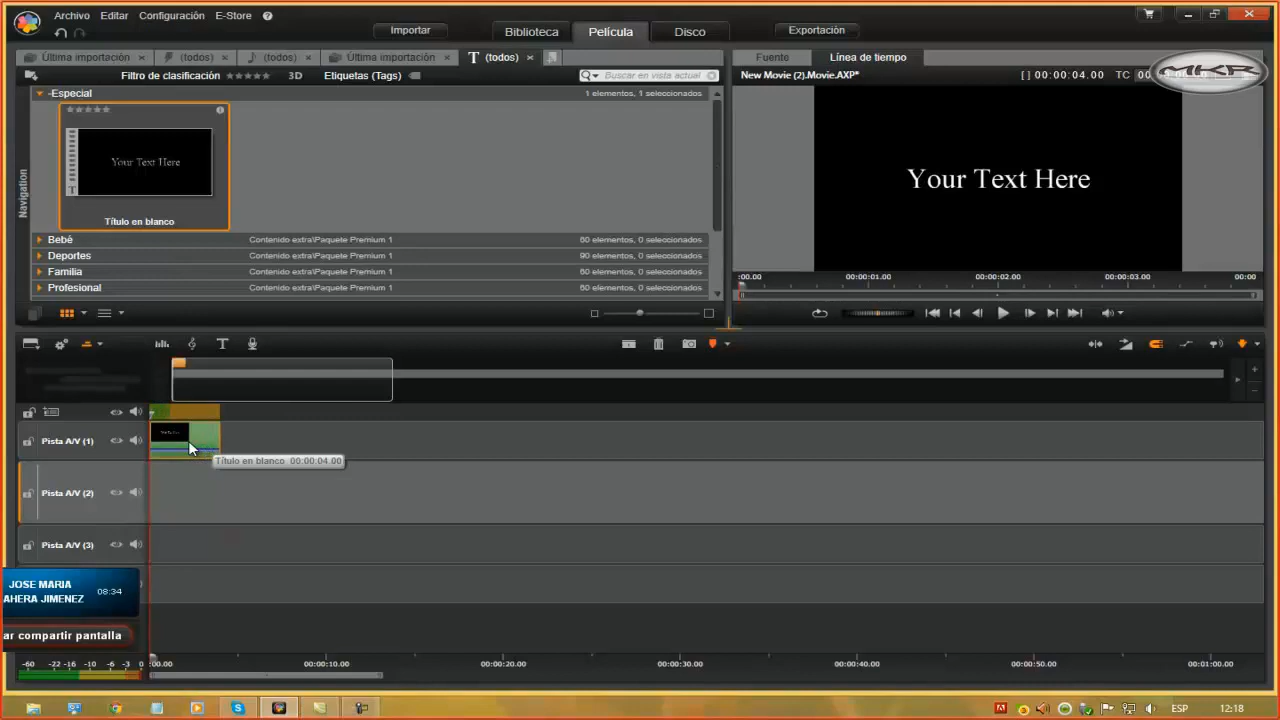 Archivo Editar Configuración E-Store ?
Importar Biblioteca Película Disco Exportación
Última importación × (todos) × (todos) × Última importación × T (todos) ×
Fuente Línea de tiempo
Filtro de clasificación 3D Etiquetas (Tags) Buscar en vista actual
New Movie (2).Movie.AXP* [ ] 00:00:04.00 TC
MKR
-Especial 1 elementos, 1 seleccionados
Your Text Here
Título en blanco
Your Text Here
Navigation
Bebé Contenido extra\Paquete Premium 1 60 elementos, 0 seleccionados
Deportes Contenido extra\Paquete Premium 1 90 elementos, 0 seleccionados
Familia Contenido extra\Paquete Premium 1 60 elementos, 0 seleccionados
Profesional Contenido extra\Paquete Premium 1 60 elementos, 0 seleccionados
:00.00 00:00:01.00 00:00:02.00 00:00:03.00 00:00
Pista A/V (1)
Título en blanco 00:00:04.00
Pista A/V (2)
Pista A/V (3)
JOSE MARIA
AHERA JIMENEZ
08:34
ar compartir pantalla
-60 -22 -16 -10 -6 -3 0
:00.00 00:00:10.00 00:00:20.00 00:00:30.00 00:00:40.00 00:00:50.00 00:01:00.00
ESP 12:18